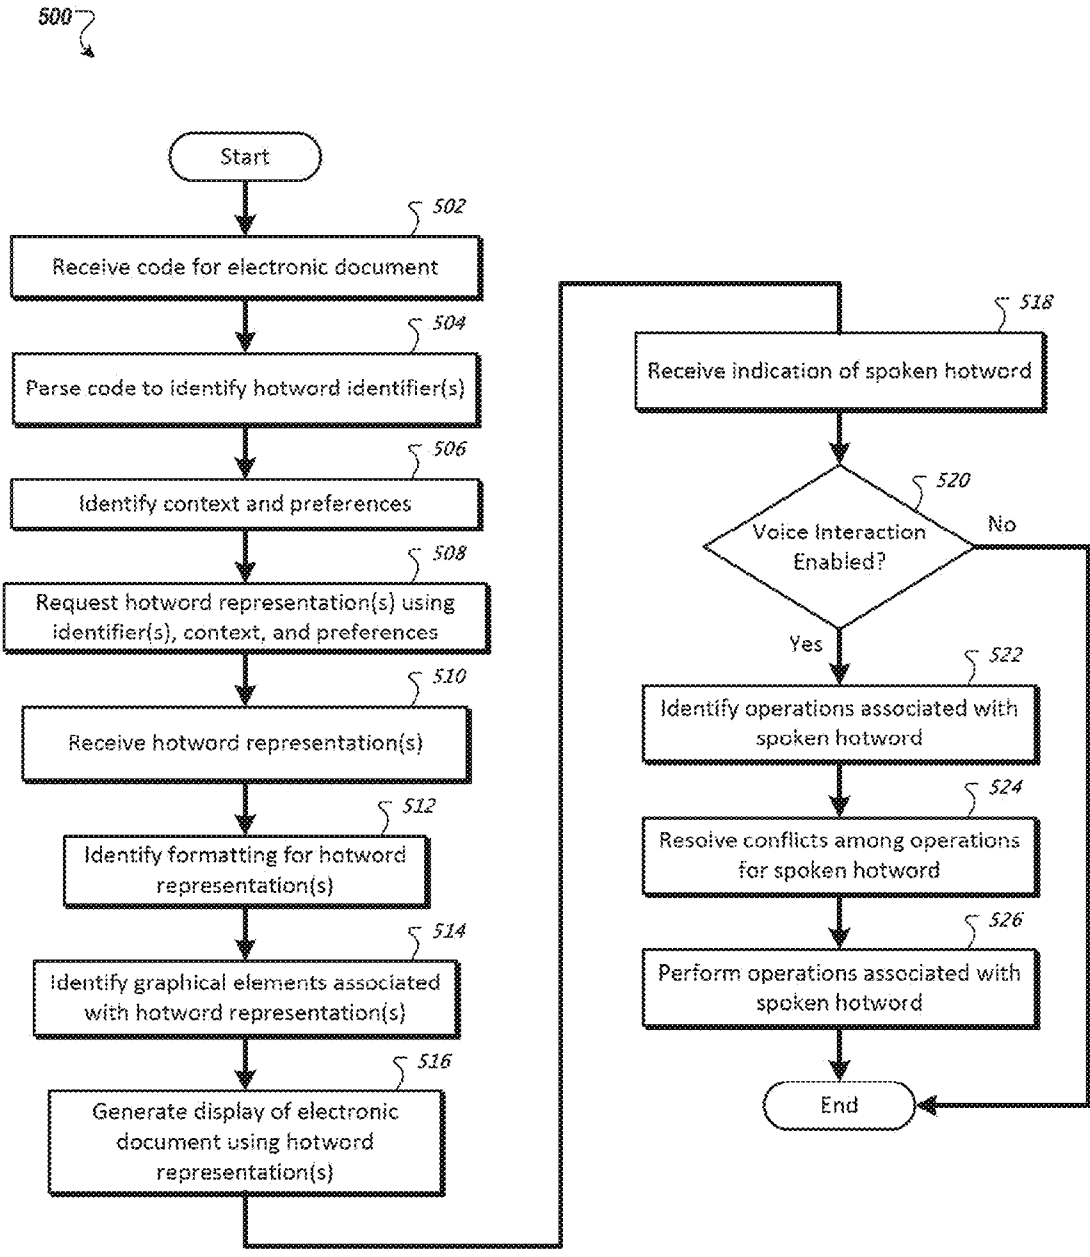 500
Start
502
Receive code for electronic document
504
Parse code to identify hotword identifier(s)
506
Identify context and preferences
508
Request hotword representation(s) using
identifier(s), context, and preferences
510
Receive hotword representation(s)
512
Identify formatting for hotword
representation(s)
514
Identify graphical elements associated
with hotword representation(s)
516
Generate display of electronic
document using hotword
representation(s)
518
Receive indication of spoken hotword
520
Voice Interaction
Enabled?
No
Yes
522
Identify operations associated with
spoken hotword
524
Resolve conflicts among operations
for spoken hotword
526
Perform operations associated with
spoken hotword
End